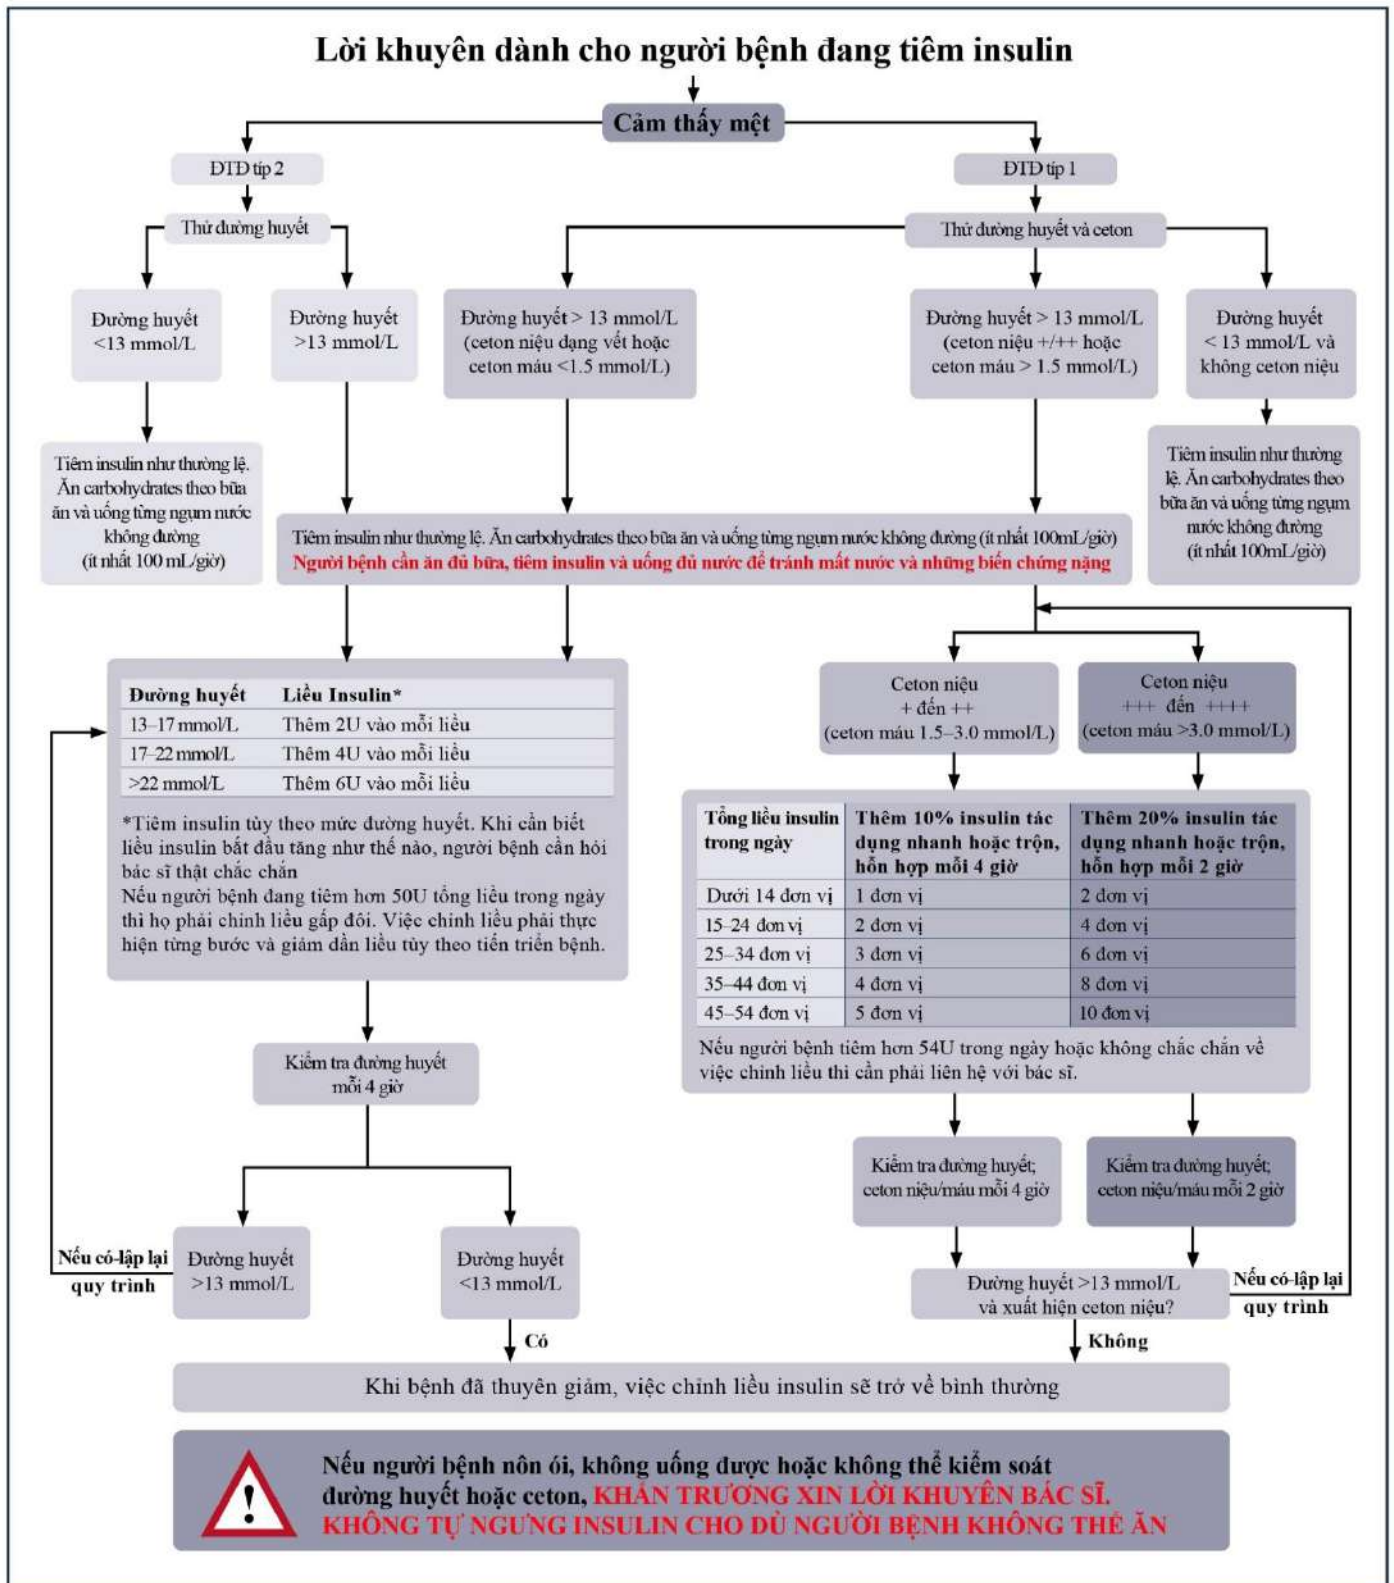 Lời khuyên dành cho người bệnh đang tiêm insulin
Cảm thấy mệt
ĐTĐ típ 2
ĐTĐ típ 1
Thử đường huyết
Thử đường huyết và ceton
Đường huyết
<13 mmol/L
Đường huyết
>13 mmol/L
Đường huyết > 13 mmol/L
(ceton niệu dạng vết hoặc
ceton máu <1.5 mmol/L)
Đường huyết > 13 mmol/L
(ceton niệu +/++ hoặc
ceton máu > 1.5 mmol/L)
Đường huyết
< 13 mmol/L và
không ceton niệu
Tiêm insulin như thường lệ.
Ăn carbohydrates theo bữa
ăn và uống từng ngụm nước
không đường
(ít nhất 100 mL/giờ)
Tiêm insulin như thường
lệ. Ăn carbohydrates theo
bữa ăn và uống từng ngụm
nước không đường
(ít nhất 100mL/giờ)
Tiêm insulin như thường lệ. Ăn carbohydrates theo bữa ăn và uống từng ngụm nước không đường (ít nhất 100mL/giờ)
Người bệnh cần ăn đủ bữa, tiêm insulin và uống đủ nước để tránh mất nước và những biến chứng nặng
Đường huyết Liều Insulin*
13–17 mmol/L Thêm 2U vào mỗi liều
17–22 mmol/L Thêm 4U vào mỗi liều
>22 mmol/L Thêm 6U vào mỗi liều
*Tiêm insulin tùy theo mức đường huyết. Khi cần biết
liều insulin bắt đầu tăng như thế nào, người bệnh cần hỏi
bác sĩ thật chắc chắn
Nếu người bệnh đang tiêm hơn 50U tổng liều trong ngày
thì họ phải chỉnh liều gấp đôi. Việc chỉnh liều phải thực
hiện từng bước và giảm dần liều tùy theo tiến triển bệnh.
Kiểm tra đường huyết
mỗi 4 giờ
Đường huyết
>13 mmol/L
Đường huyết
<13 mmol/L
Nếu có-lập lại
quy trình
Có
Ceton niệu
+ đến ++
(ceton máu 1.5–3.0 mmol/L)
Ceton niệu
+++ đến ++++
(ceton máu >3.0 mmol/L)
Tổng liều insulin Thêm 10% insulin tác Thêm 20% insulin tác
trong ngày dụng nhanh hoặc trộn, dụng nhanh hoặc trộn,
hỗn hợp mỗi 4 giờ hỗn hợp mỗi 2 giờ
Dưới 14 đơn vị 1 đơn vị 2 đơn vị
15–24 đơn vị 2 đơn vị 4 đơn vị
25–34 đơn vị 3 đơn vị 6 đơn vị
35–44 đơn vị 4 đơn vị 8 đơn vị
45–54 đơn vị 5 đơn vị 10 đơn vị
Nếu người bệnh tiêm hơn 54U trong ngày hoặc không chắc chắn về
việc chỉnh liều thì cần phải liên hệ với bác sĩ.
Kiểm tra đường huyết;
ceton niệu/máu mỗi 4 giờ
Kiểm tra đường huyết;
ceton niệu/máu mỗi 2 giờ
Đường huyết >13 mmol/L
và xuất hiện ceton niệu?
Nếu có-lập lại
quy trình
Không
Khi bệnh đã thuyên giảm, việc chỉnh liều insulin sẽ trở về bình thường
Nếu người bệnh nôn ói, không uống được hoặc không thể kiểm soát
đường huyết hoặc ceton, KHẨN TRƯƠNG XIN LỜI KHUYÊN BÁC SĨ.
KHÔNG TỰ NGƯNG INSULIN CHO DÙ NGƯỜI BỆNH KHÔNG THỂ ĂN